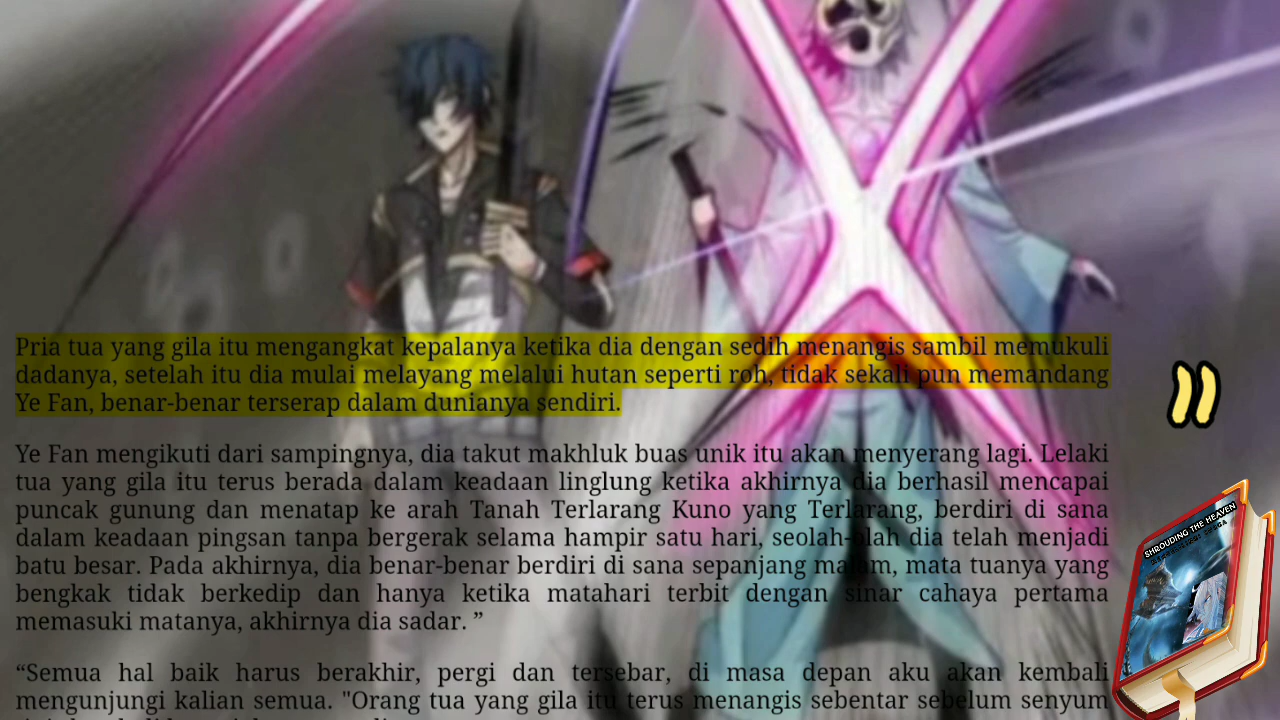 Pria tua yang gila itu mengangkat kepalanya ketika dia dengan sedih menangis sambil memukuli
dadanya, setelah itu dia mulai melayang melalui hutan seperti roh, tidak sekali pun memandang
Ye Fan, benar-benar terserap dalam dunianya sendiri.
Ye Fan mengikuti dari sampingnya, dia takut makhluk buas unik itu akan menyerang lagi. Lelaki
tua yang gila itu terus berada dalam keadaan linglung ketika akhirnya dia berhasil mencapai
puncak gunung dan menatap ke arah Tanah Terlarang Kuno yang Terlarang, berdiri di sana
dalam keadaan pingsan tanpa bergerak selama hampir satu hari, seolah-olah dia telah menjadi
batu besar. Pada akhirnya, dia benar-benar berdiri di sana sepanjang malam, mata tuanya yang
bengkak tidak berkedip dan hanya ketika matahari terbit dengan sinar cahaya pertama
memasuki matanya, akhirnya dia sadar. ”
“Semua hal baik harus berakhir, pergi dan tersebar, di masa depan aku akan kembali
mengunjungi kalian semua. "Orang tua yang gila itu terus menangis sebentar sebelum senyum
SHROUDING THE HEAVEN